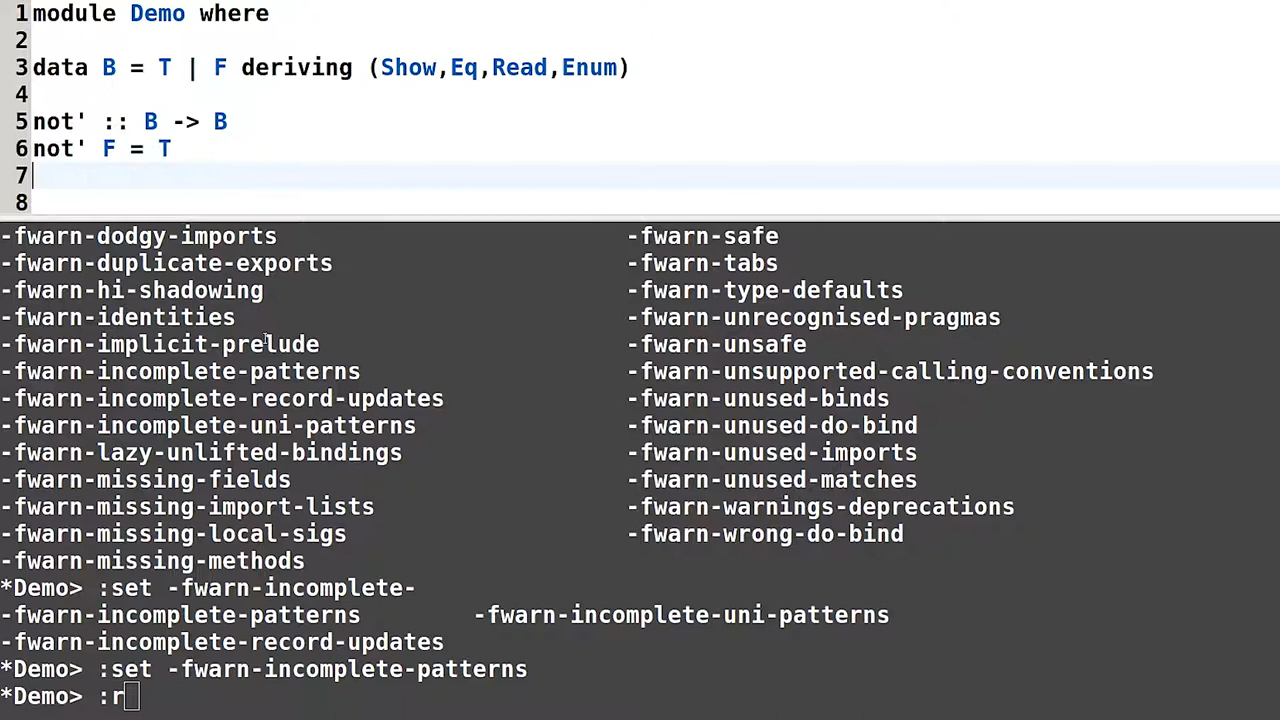 1 module Demo where
2
3 data B = T | F deriving (Show,Eq,Read,Enum)
4
5 not' :: B -> B
6 not' F = T
7
8
-fwarn-dodgy-imports -fwarn-safe
-fwarn-duplicate-exports -fwarn-tabs
-fwarn-hi-shadowing -fwarn-type-defaults
-fwarn-identities -fwarn-unrecognised-pragmas
-fwarn-implicit-prelude -fwarn-unsafe
-fwarn-incomplete-patterns -fwarn-unsupported-calling-conventions
-fwarn-incomplete-record-updates -fwarn-unused-binds
-fwarn-incomplete-uni-patterns -fwarn-unused-do-bind
-fwarn-lazy-unlifted-bindings -fwarn-unused-imports
-fwarn-missing-fields -fwarn-unused-matches
-fwarn-missing-import-lists -fwarn-warnings-deprecations
-fwarn-missing-local-sigs -fwarn-wrong-do-bind
-fwarn-missing-methods
*Demo> :set -fwarn-incomplete-
-fwarn-incomplete-patterns -fwarn-incomplete-uni-patterns
-fwarn-incomplete-record-updates
*Demo> :set -fwarn-incomplete-patterns
*Demo> :r